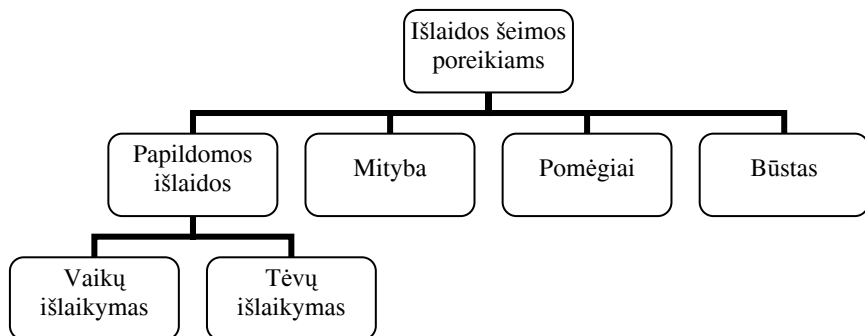 Išlaidos šeimos
poreikiams
Papildomos
išlaidos
Mityba
Pomėgiai
Būstas
Vaikų
išlaikymas
Tėvų
išlaikymas